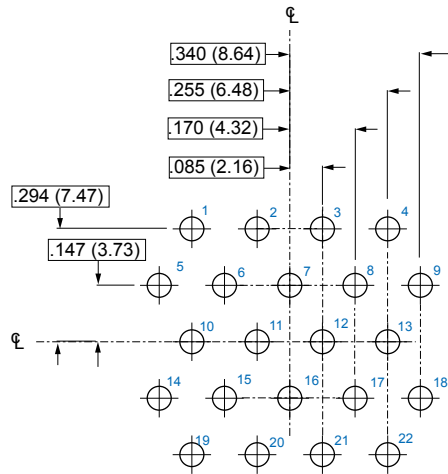 ℄
.340 (8.64)
.255 (6.48)
.170 (4.32)
.085 (2.16)
.294 (7.47)
1 2 3 4
.147 (3.73)
5 6 7 8 9
℄ 10 11 12 13
14 15 16 17 18
19 20 21 22